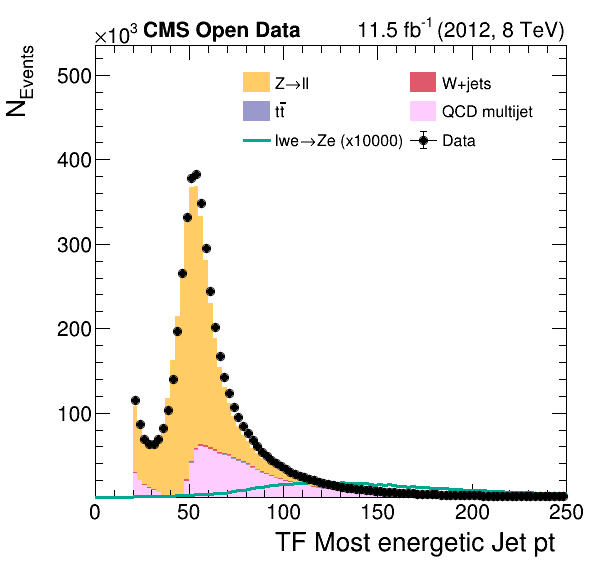 ×10³ CMS Open Data 11.5 fb⁻¹ (2012, 8 TeV)
N_Events
500
400
300
200
100
Z→ll W+jets
tt̄ QCD multijet
lwe→Ze (x10000) Data
0 50 100 150 200 250
TF Most energetic Jet pt